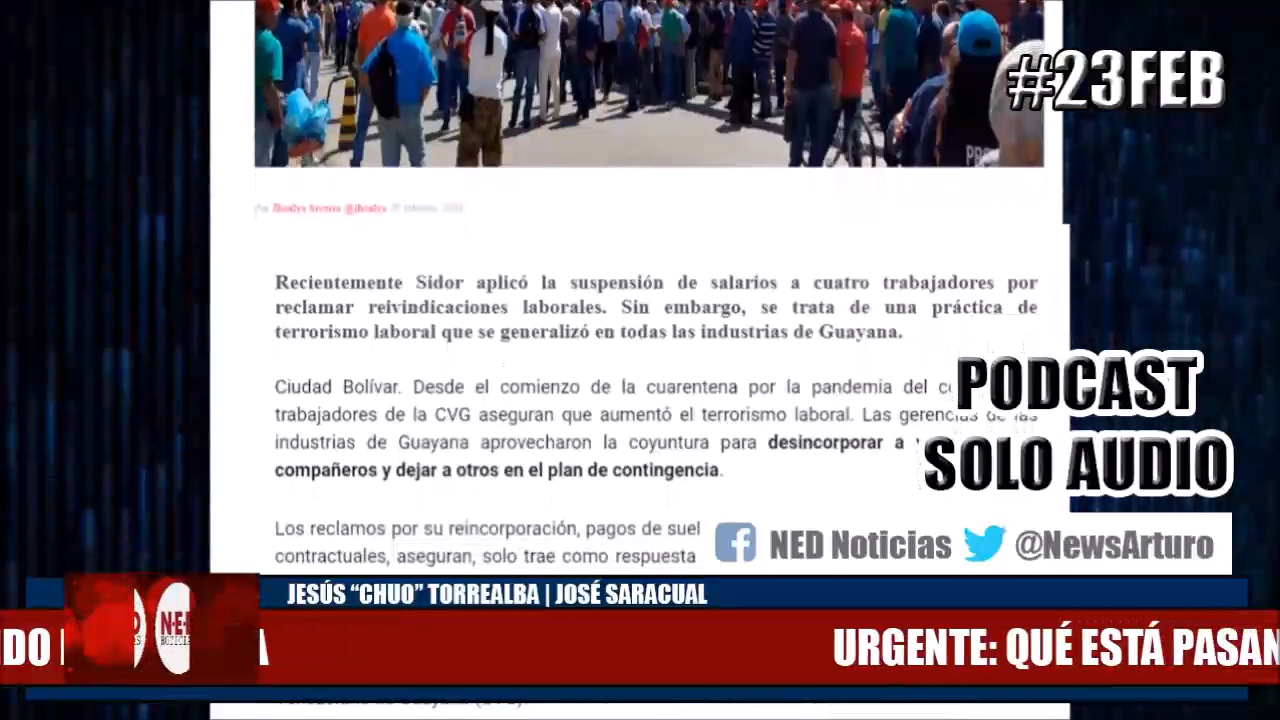 #23FEB
Recientemente Sidor aplicó la suspensión de salarios a cuatro trabajadores por
reclamar reivindicaciones laborales. Sin embargo, se trata de una práctica de
terrorismo laboral que se generalizó en todas las industrias de Guayana.
Ciudad Bolívar. Desde el comienzo de la cuarentena por la pandemia del
trabajadores de la CVG aseguran que aumentó el terrorismo laboral. Las gerencias de las
industrias de Guayana aprovecharon la coyuntura para desincorporar a
compañeros y dejar a otros en el plan de contingencia.
PODCAST
SOLO AUDIO
Los reclamos por su reincorporación, pagos de suel
contractuales, aseguran, solo trae como respuesta
NED Noticias @NewsArturo
JESÚS “CHUO” TORREALBA | JOSÉ SARACUAL
URGENTE: QUÉ ESTÁ PASAN